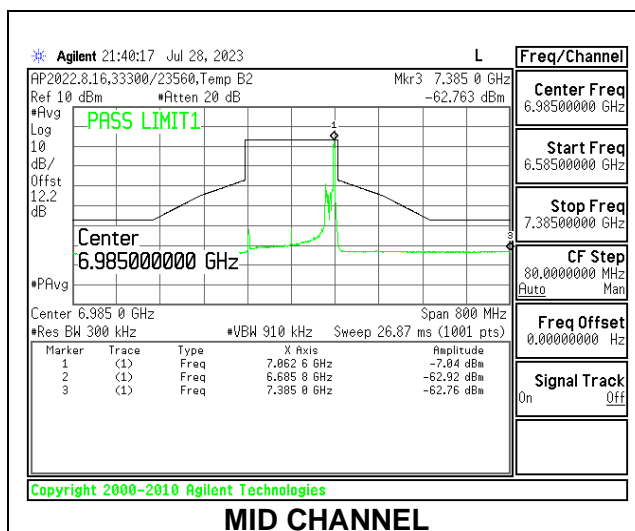 Agilent 21:40:17 Jul 28, 2023 L
AP2022.8.16,33300/23560,Temp B2 Mkr3 7.385 0 GHz
Ref 10 dBm #Atten 20 dB -62.763 dBm
#Avg
Log
10
dB/
Offst
12.2
dB
#PAvg
PASS LIMIT1
1
3
Center
6.985000000 GHz
Center 6.985 0 GHz Span 800 MHz
#Res BW 300 kHz #VBW 910 kHz Sweep 26.87 ms (1001 pts)
Marker Trace Type X Axis Amplitude
1 (1) Freq 7.062 6 GHz -7.04 dBm
2 (1) Freq 6.685 8 GHz -62.92 dBm
3 (1) Freq 7.385 0 GHz -62.76 dBm
Copyright 2000-2010 Agilent Technologies
Freq/Channel
Center Freq
6.98500000 GHz
Start Freq
6.58500000 GHz
Stop Freq
7.38500000 GHz
CF Step
80.0000000 MHz
Auto Man
Freq Offset
0.00000000 Hz
Signal Track
On Off
MID CHANNEL